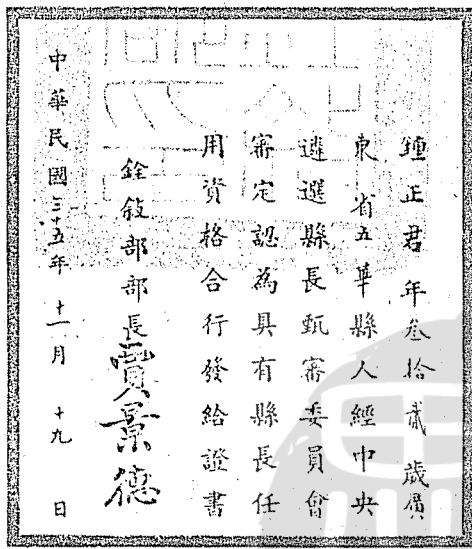 鍾正君年叁拾貳歲廣
東省五華縣人經中央
遴選縣長甄審委員會
審定認為具有縣長任
用資格合行發給證書
銓敍部部長賈景德
中華民國三十五年十一月十九日